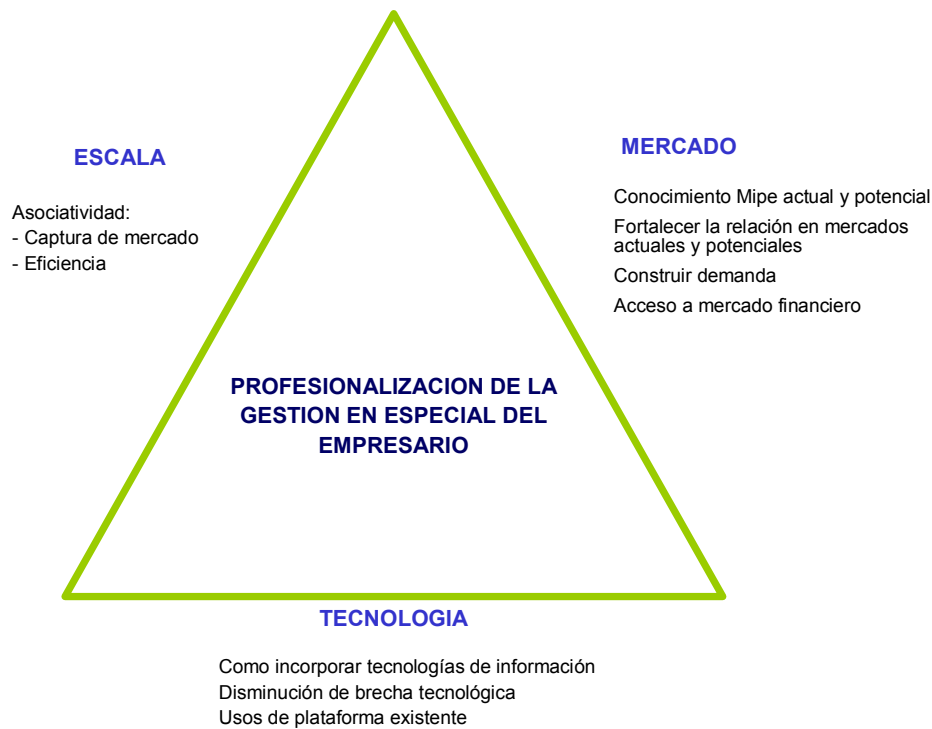 ESCALA
Asociatividad:
- Captura de mercado
- Eficiencia
MERCADO
Conocimiento Mipe actual y potencial
Fortalecer la relación en mercados
actuales y potenciales
Construir demanda
Acceso a mercado financiero
PROFESIONALIZACION DE LA
GESTION EN ESPECIAL DEL
EMPRESARIO
TECNOLOGIA
Como incorporar tecnologías de información
Disminución de brecha tecnológica
Usos de plataforma existente